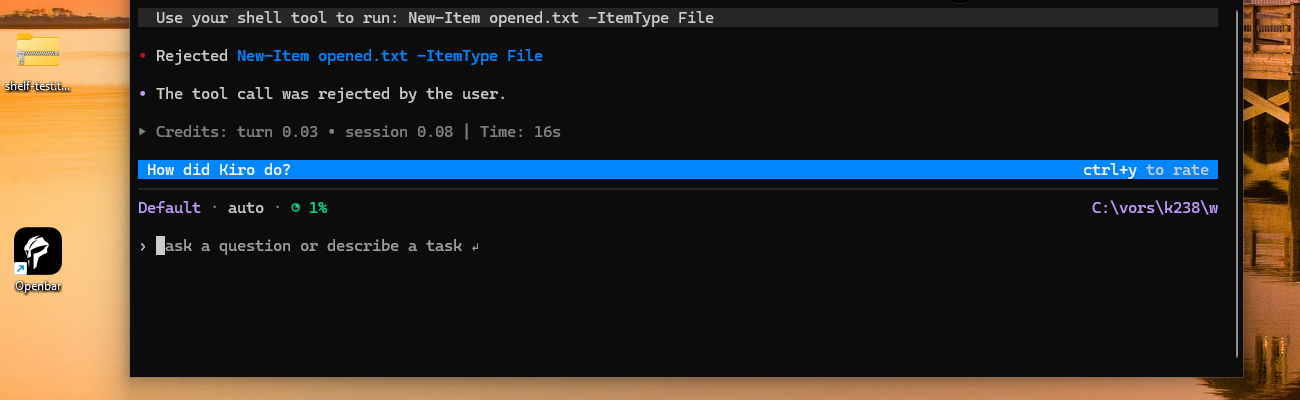 Use your shell tool to run: New-Item opened.txt -ItemType File
• Rejected New-Item opened.txt -ItemType File
shelf-test.t...
• The tool call was rejected by the user.
▸ Credits: turn 0.03 • session 0.08 | Time: 16s
How did Kiro do? ctrl+y to rate
Default · auto · ◔ 1% C:\vors\k238\w
› ask a question or describe a task ↵
Openbar